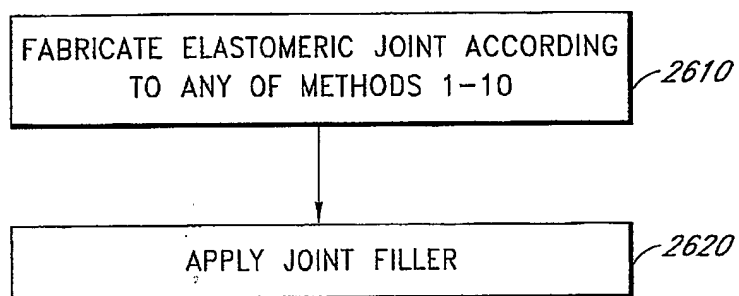 FABRICATE ELASTOMERIC JOINT ACCORDING
TO ANY OF METHODS 1-10
2610
APPLY JOINT FILLER
2620